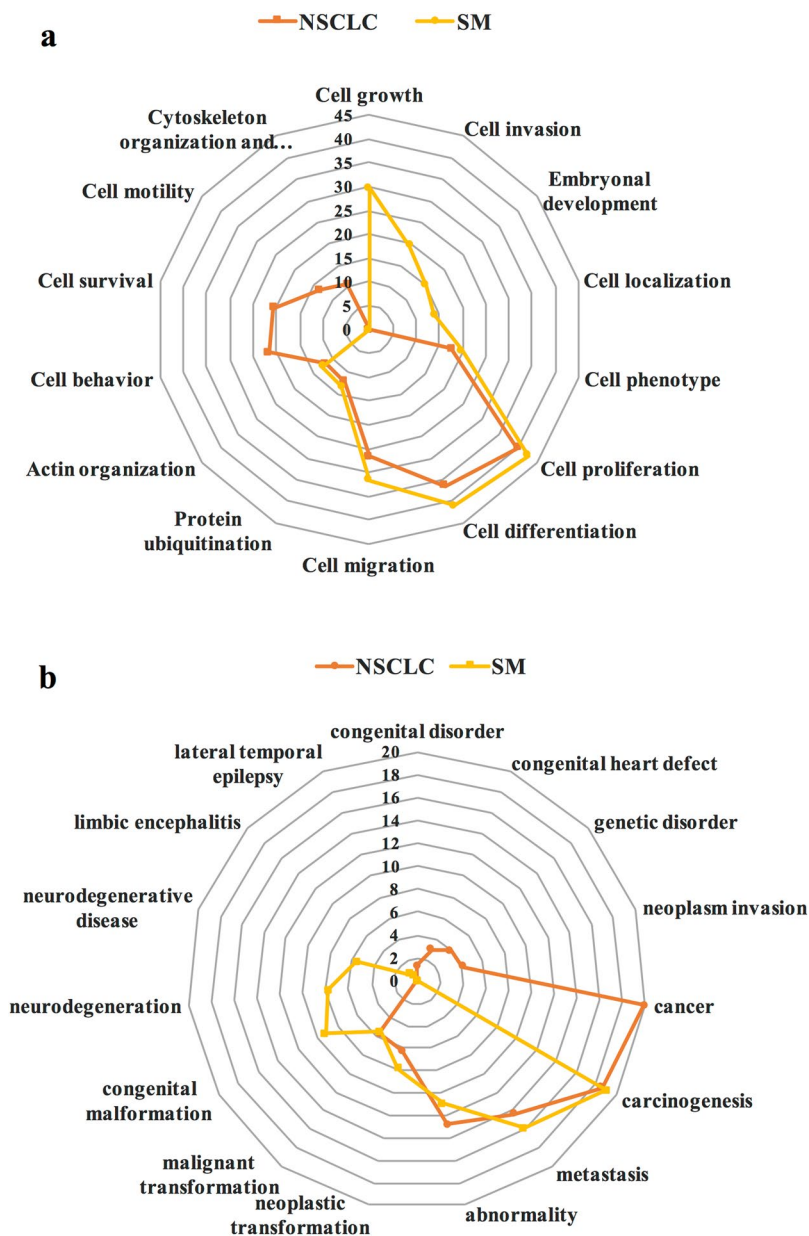 a
NSCLC SM
Cell growth
Cell invasion
Embryonal
development
Cell localization
Cell phenotype
Cell proliferation
Cell differentiation
Cell migration
Protein
ubiquitination
Actin organization
Cell behavior
Cell survival
Cell motility
Cytoskeleton
organization and…
45
40
35
30
25
20
15
10
5
0
b
NSCLC SM
congenital disorder
congenital heart defect
genetic disorder
neoplasm invasion
cancer
carcinogenesis
metastasis
abnormality
neoplastic
transformation
malignant
transformation
congenital
malformation
neurodegeneration
neurodegenerative
disease
limbic encephalitis
lateral temporal
epilepsy
20
18
16
14
12
10
8
6
4
2
0